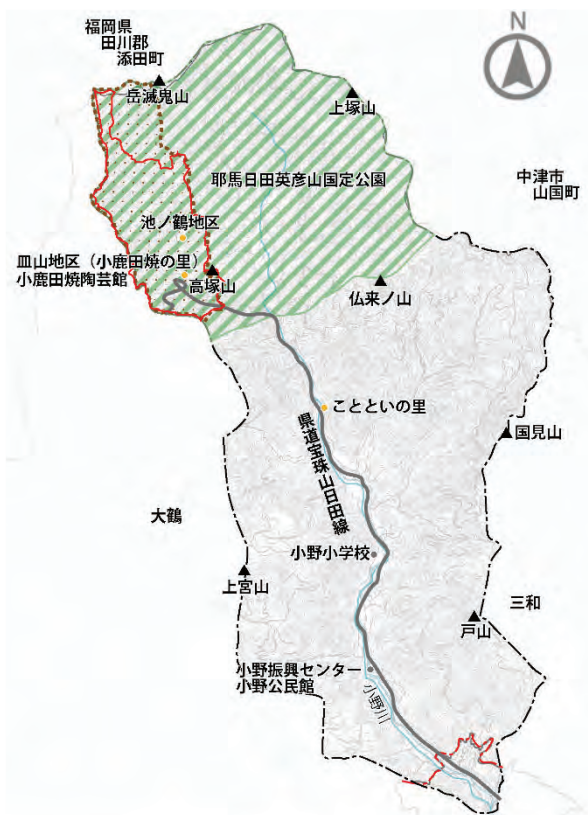 福岡県
田川郡
添田町
N
岳滅鬼山
上塚山
耶馬日田英彦山国定公園
中津市
山国町
池ノ鶴地区
皿山地区（小鹿田焼の里）
小鹿田焼陶芸館
高塚山
仏来ノ山
ことといの里
県道宝珠山日田線
国見山
大鶴
小野小学校
上宮山
三和
戸山
小野振興センター
小野公民館
小野川